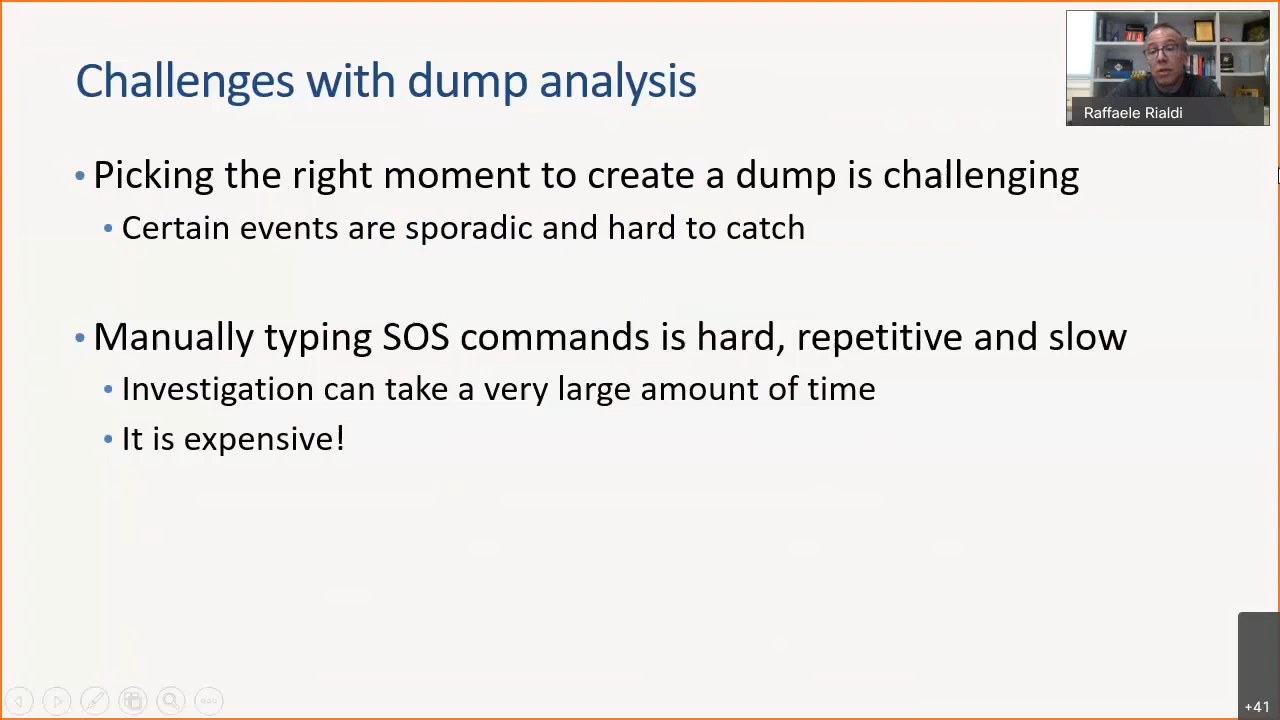 Challenges with dump analysis
Raffaele Rialdi
• Picking the right moment to create a dump is challenging
• Certain events are sporadic and hard to catch
• Manually typing SOS commands is hard, repetitive and slow
• Investigation can take a very large amount of time
• It is expensive!
+41